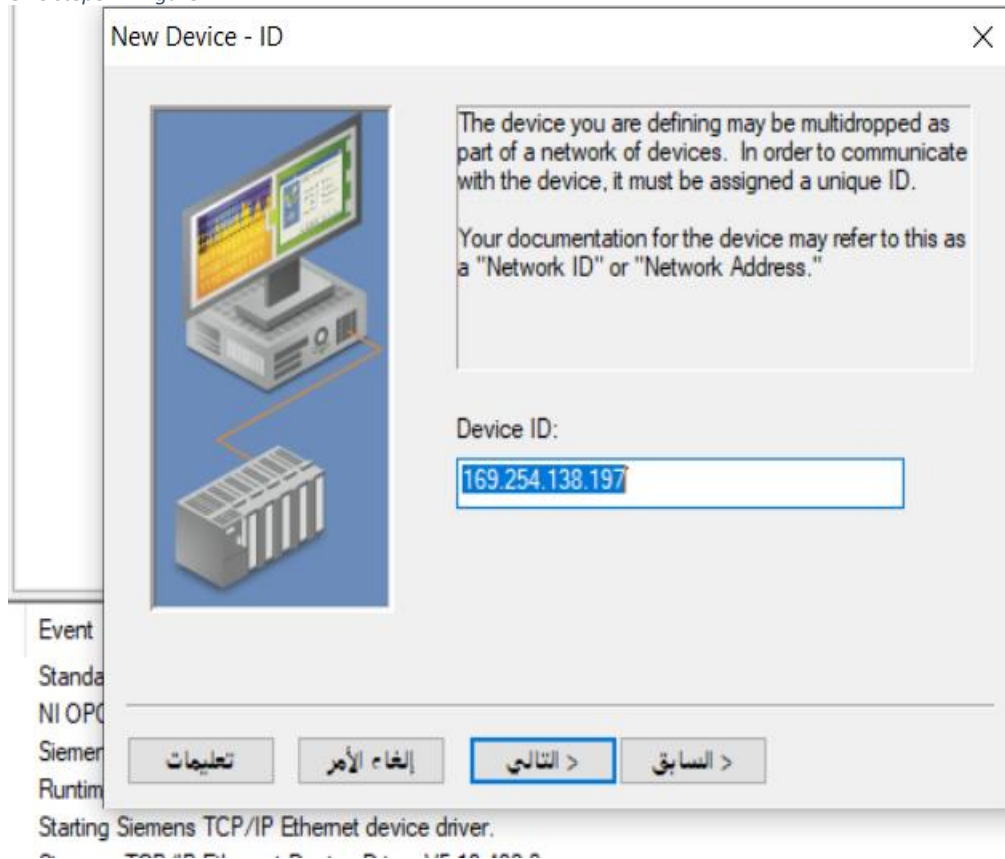 New Device - ID
The device you are defining may be multidropped as
part of a network of devices. In order to communicate
with the device, it must be assigned a unique ID.
Your documentation for the device may refer to this as
a "Network ID" or "Network Address."
Device ID:
169.254.138.197
Event
Standa
NI OPC
Siemen
Runtim
تعليمات
إلغاء الأمر
التالي >
< السابق
Starting Siemens TCP/IP Ethernet device driver.